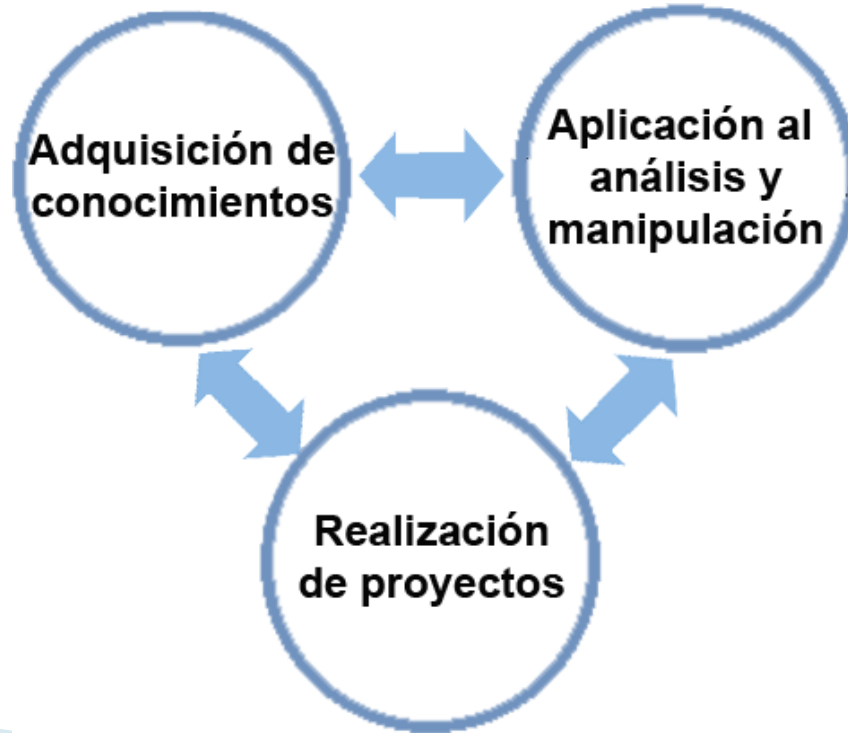 Adquisición de
conocimientos
Aplicación al
análisis y
manipulación
Realización
de proyectos